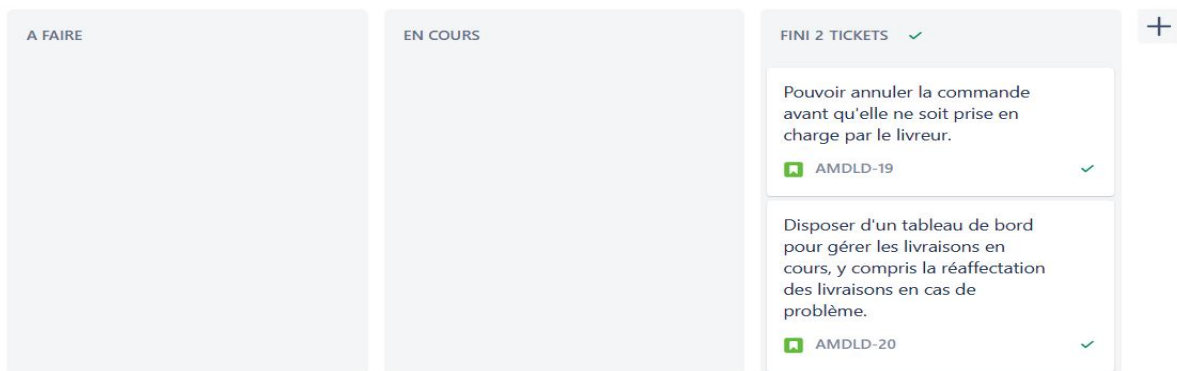 A FAIRE
EN COURS
FINI 2 TICKETS
Pouvoir annuler la commande
avant qu'elle ne soit prise en
charge par le livreur.
AMDLD-19
Disposer d'un tableau de bord
pour gérer les livraisons en
cours, y compris la réaffectation
des livraisons en cas de
problème.
AMDLD-20